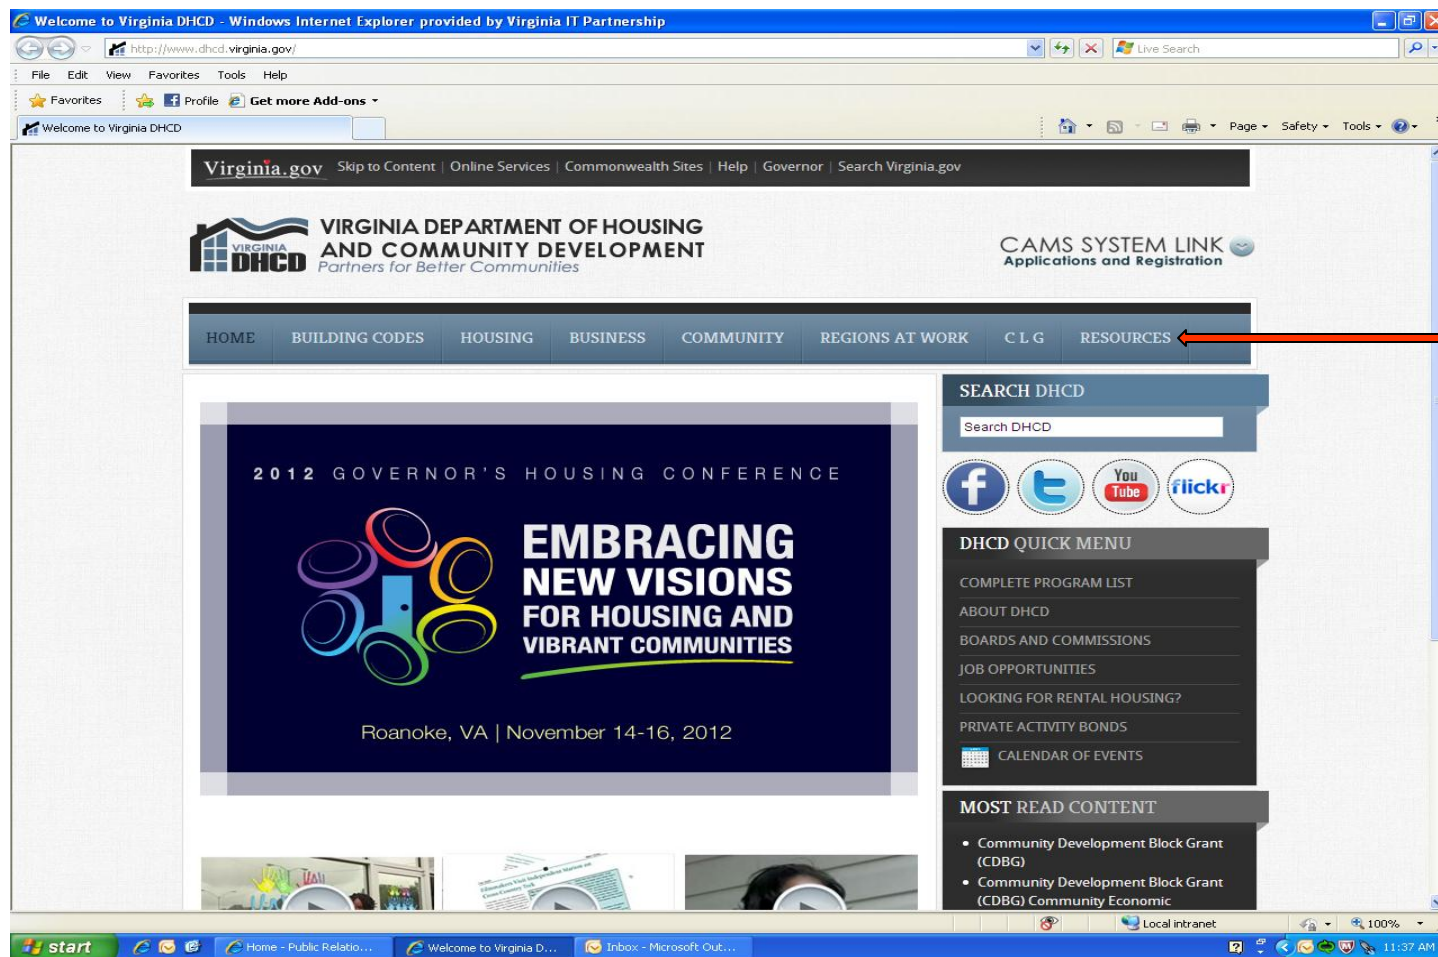 Welcome to Virginia DHCD - Windows Internet Explorer provided by Virginia IT Partnership
http://www.dhcd.virginia.gov/
Live Search
File Edit View Favorites Tools Help
Favorites Profile Get more Add-ons
Welcome to Virginia DHCD
Page Safety Tools
Virginia.gov Skip to Content | Online Services | Commonwealth Sites | Help | Governor | Search Virginia.gov
VIRGINIA DHCD
VIRGINIA DEPARTMENT OF HOUSING
AND COMMUNITY DEVELOPMENT
Partners for Better Communities
CAMS SYSTEM LINK
Applications and Registration
HOME BUILDING CODES HOUSING BUSINESS COMMUNITY REGIONS AT WORK C L G RESOURCES
2012 GOVERNOR'S HOUSING CONFERENCE
EMBRACING
NEW VISIONS
FOR HOUSING AND
VIBRANT COMMUNITIES
Roanoke, VA | November 14-16, 2012
SEARCH DHCD
Search DHCD
f t You Tube flickr
DHCD QUICK MENU
COMPLETE PROGRAM LIST
ABOUT DHCD
BOARDS AND COMMISSIONS
JOB OPPORTUNITIES
LOOKING FOR RENTAL HOUSING?
PRIVATE ACTIVITY BONDS
CALENDAR OF EVENTS
MOST READ CONTENT
• Community Development Block Grant
(CDBG)
• Community Development Block Grant
(CDBG) Community Economic
Local intranet 100%
start Home - Public Relatio... Welcome to Virginia D... Inbox - Microsoft Out... 11:37 AM